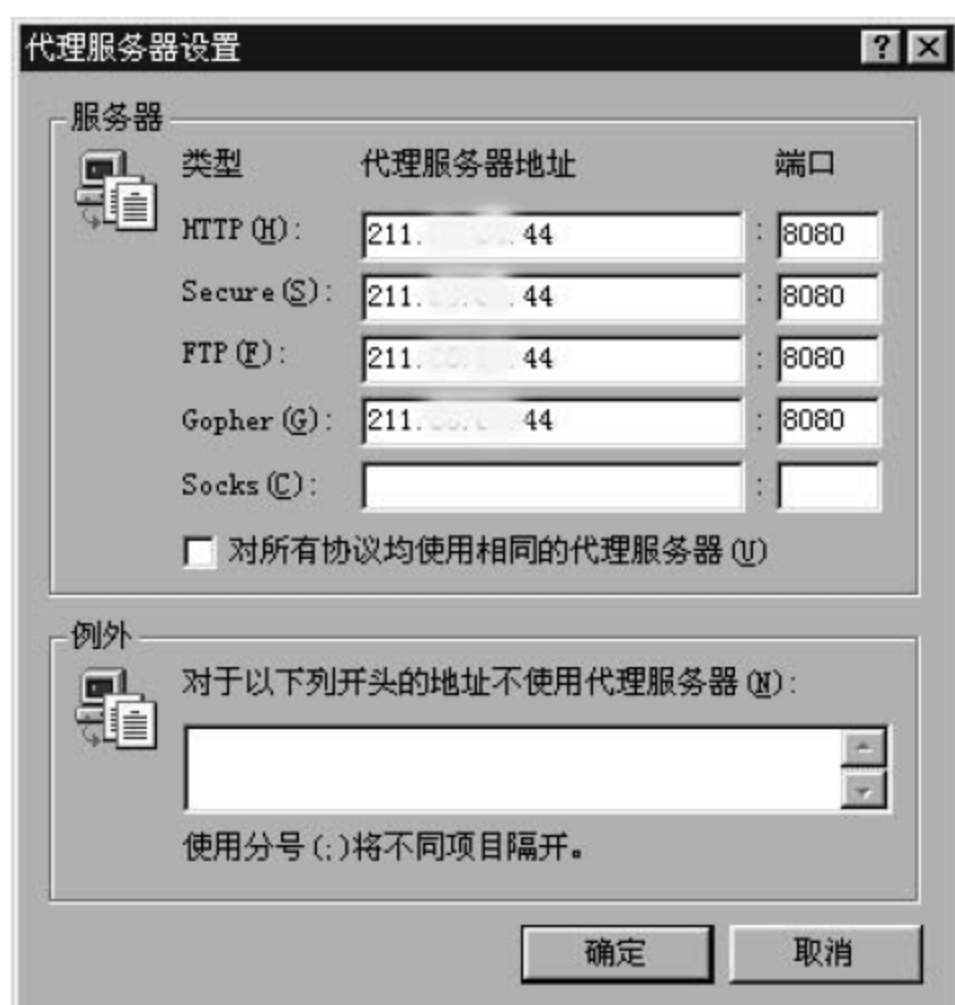 代理服务器设置
服务器
类型 代理服务器地址 端口
HTTP(H): 211. .44 : 8080
Secure(S): 211. .44 : 8080
FTP(F): 211. .44 : 8080
Gopher(G): 211. .44 : 8080
Socks(C): :
对所有协议均使用相同的代理服务器(U)
例外
对于以下列开头的地址不使用代理服务器(N):
使用分号(;)将不同项目隔开。
确定 取消